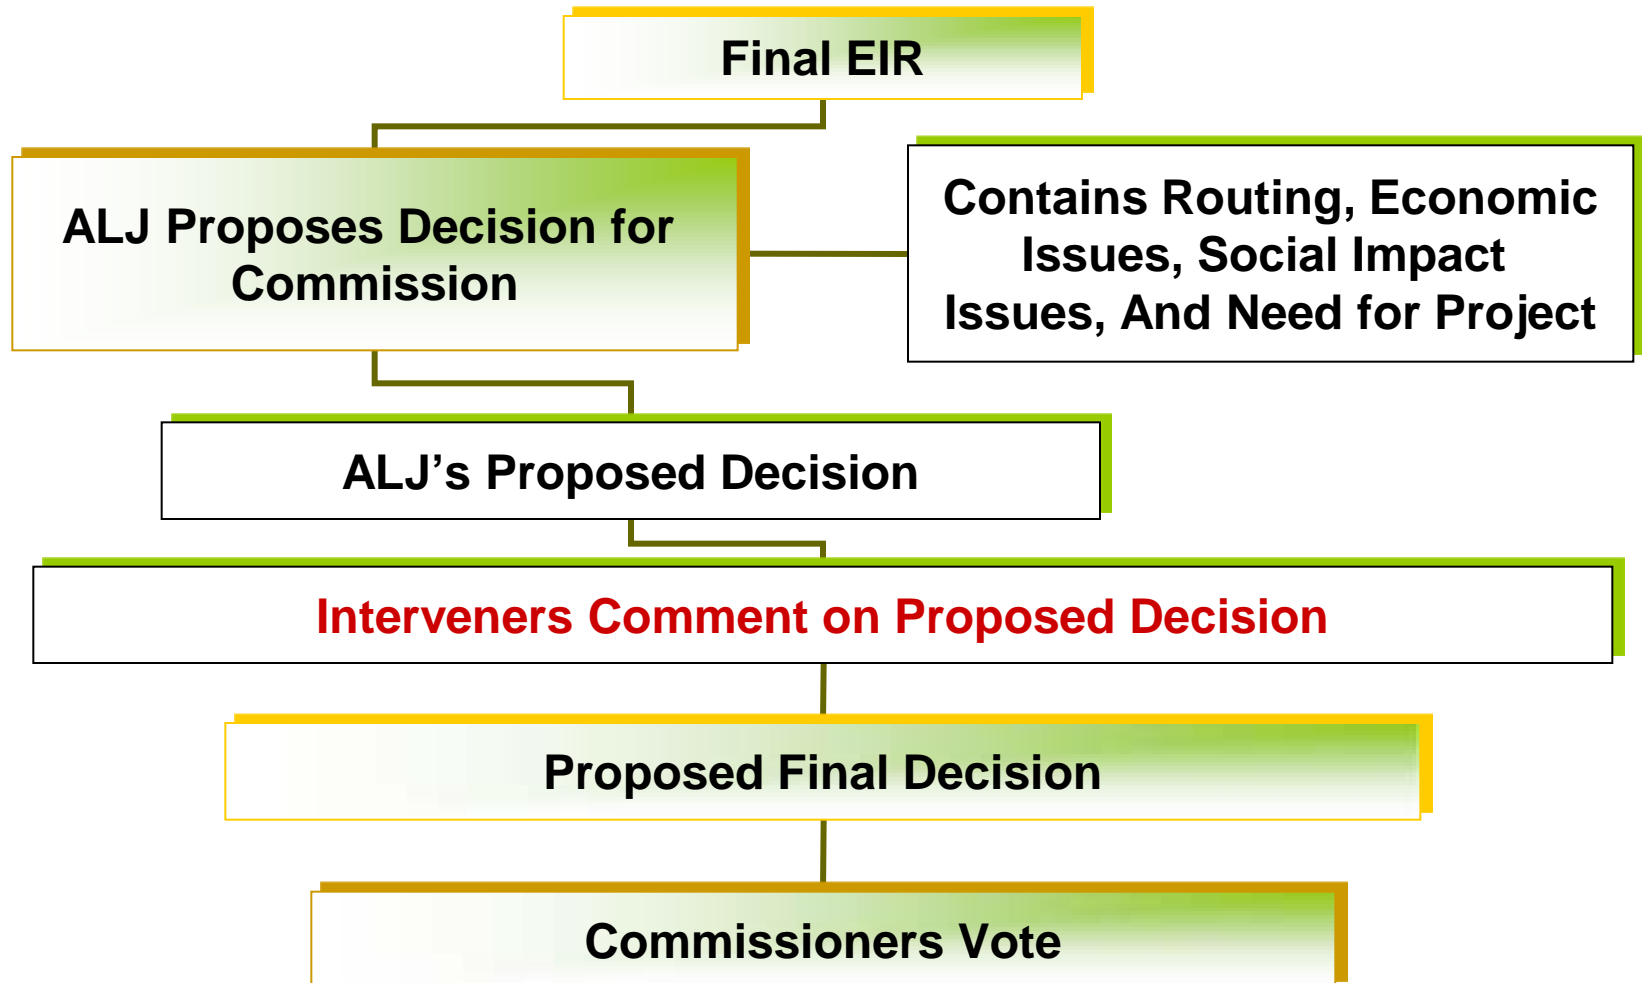 Final EIR
ALJ Proposes Decision for
Commission
Contains Routing, Economic
Issues, Social Impact
Issues, And Need for Project
ALJ’s Proposed Decision
Interveners Comment on Proposed Decision
Proposed Final Decision
Commissioners Vote